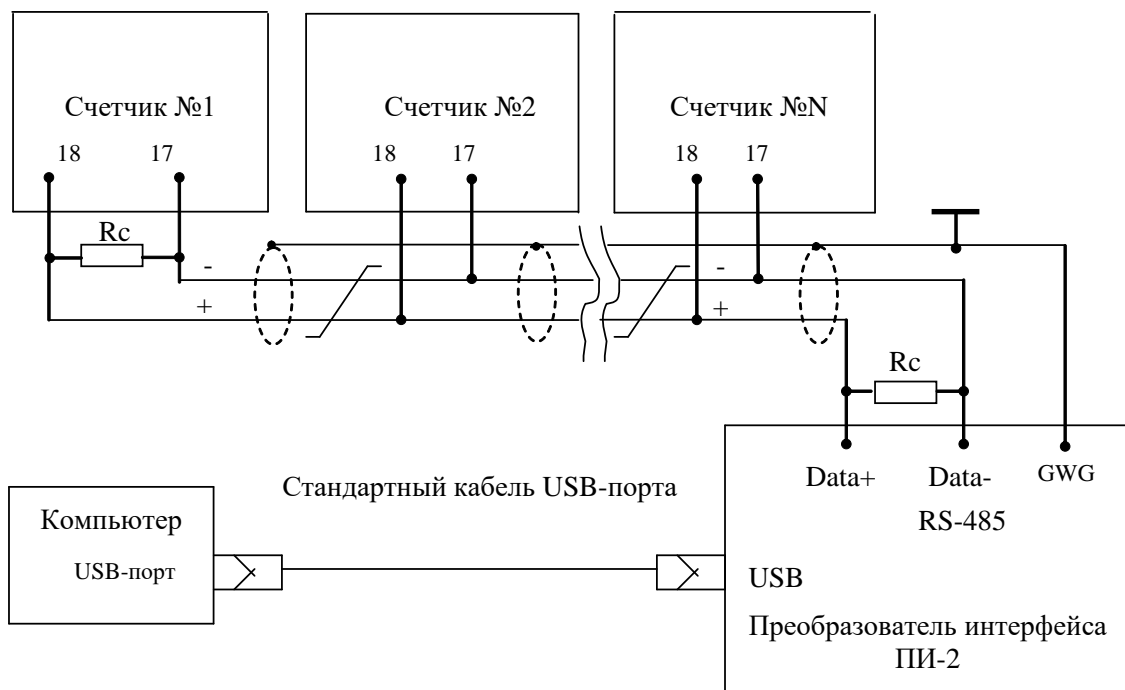 Счетчик №1
Счетчик №2
Счетчик №N
18
17
18
17
18
17
Rc
-
+
-
+
Rc
Data+
Data-
GWG
RS-485
Стандартный кабель USB-порта
Компьютер
USB-порт
USB
Преобразователь интерфейса
ПИ-2